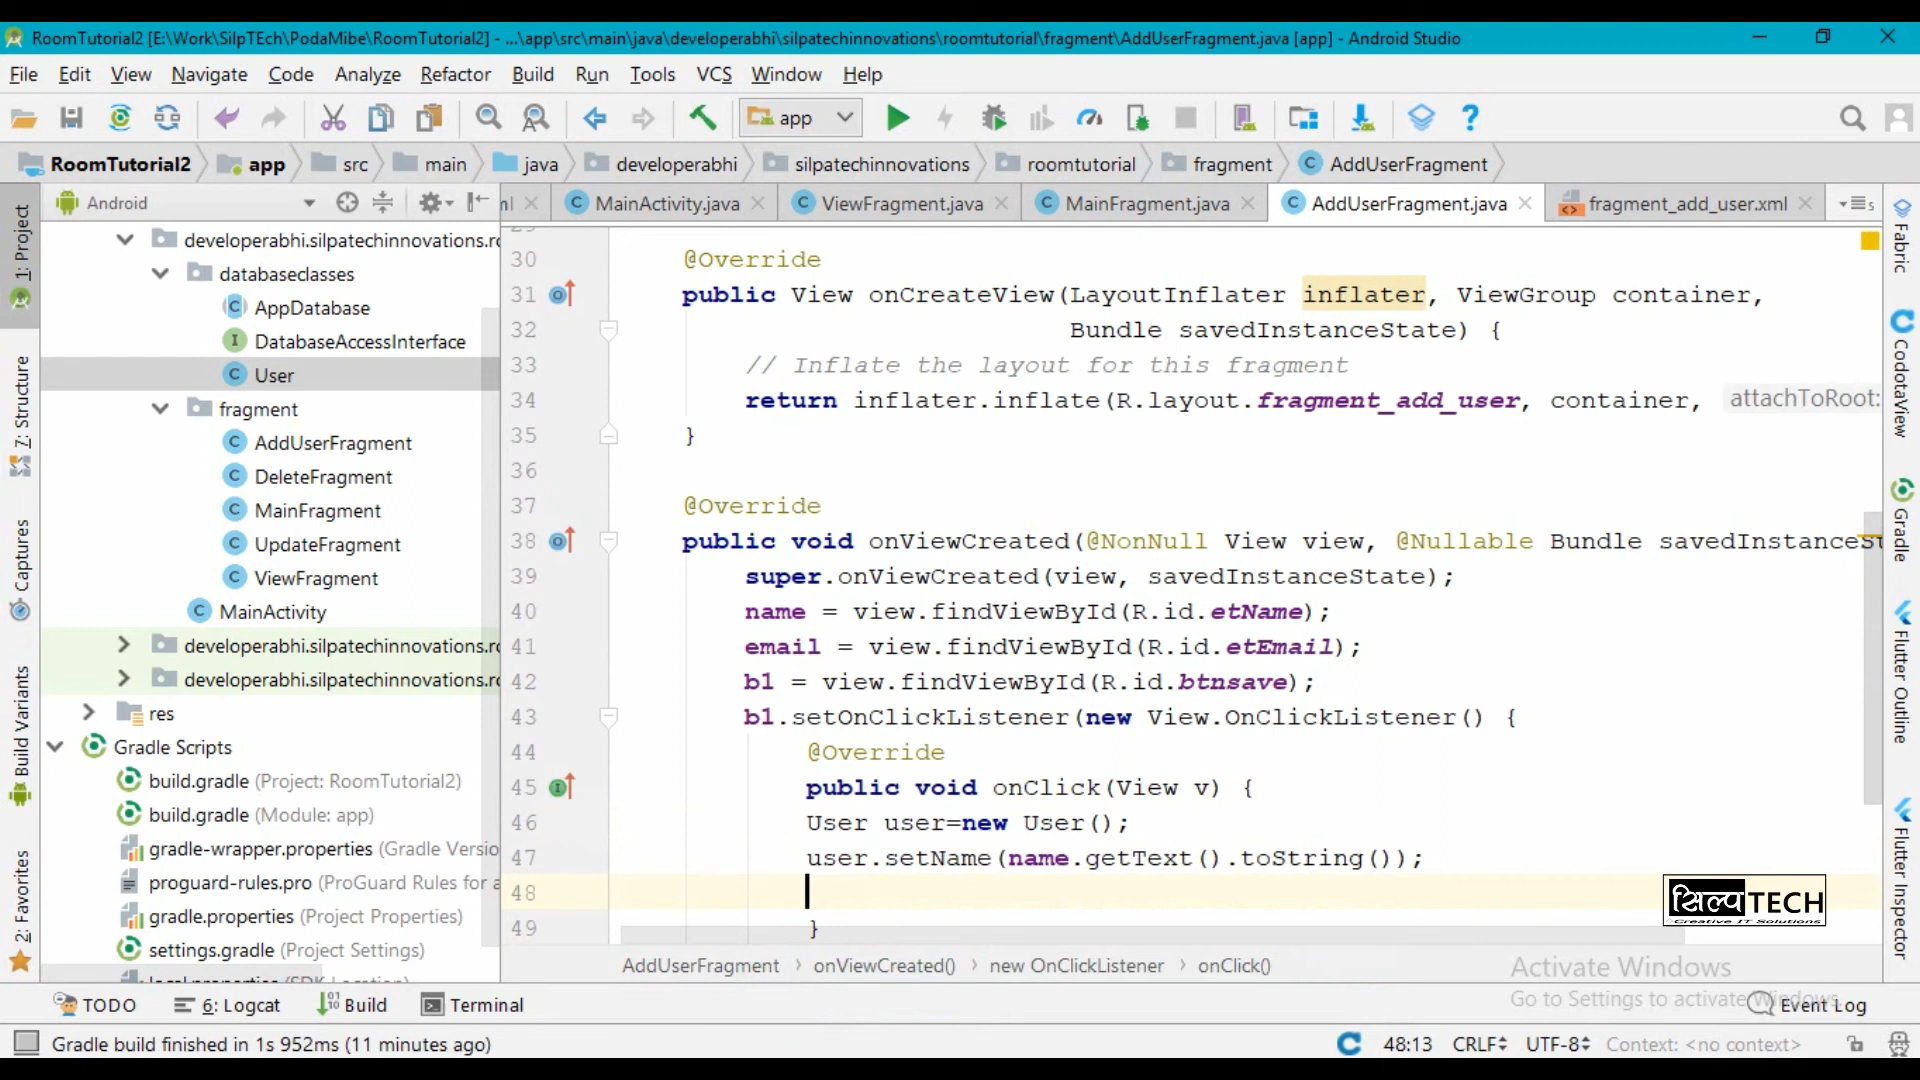 RoomTutorial2 [E:\Work\SilpTEch\PodaMibe\RoomTutorial2] - ...\app\src\main\java\developerabhi\silpatechinnovations\roomtutorial\fragment\AddUserFragment.java [app] - Android Studio
File Edit View Navigate Code Analyze Refactor Build Run Tools VCS Window Help
app
RoomTutorial2 app src main java developerabhi silpatechinnovations roomtutorial fragment AddUserFragment
Android
MainActivity.java ViewFragment.java MainFragment.java AddUserFragment.java fragment_add_user.xml
1: Project
7: Structure
Captures
Build Variants
2: Favorites
developerabhi.silpatechinnovations.ro
databaseclasses
AppDatabase
DatabaseAccessInterface
User
fragment
AddUserFragment
DeleteFragment
MainFragment
UpdateFragment
ViewFragment
MainActivity
developerabhi.silpatechinnovations.ro
developerabhi.silpatechinnovations.ro
res
Gradle Scripts
build.gradle (Project: RoomTutorial2)
build.gradle (Module: app)
gradle-wrapper.properties (Gradle Versio
proguard-rules.pro (ProGuard Rules for a
gradle.properties (Project Properties)
settings.gradle (Project Settings)
local.properties (SDK Location)
30 @Override
31 public View onCreateView(LayoutInflater inflater, ViewGroup container,
32 Bundle savedInstanceState) {
33 // Inflate the layout for this fragment
34 return inflater.inflate(R.layout.fragment_add_user, container, attachToRoot:
35 }
36
37 @Override
38 public void onViewCreated(@NonNull View view, @Nullable Bundle savedInstanceSt
39 super.onViewCreated(view, savedInstanceState);
40 name = view.findViewById(R.id.etName);
41 email = view.findViewById(R.id.etEmail);
42 b1 = view.findViewById(R.id.btnsave);
43 b1.setOnClickListener(new View.OnClickListener() {
44 @Override
45 public void onClick(View v) {
46 User user=new User();
47 user.setName(name.getText().toString());
48
49 }
AddUserFragment › onViewCreated() › new OnClickListener › onClick()
Fabric
CodotaView
Gradle
Flutter Outline
Flutter Inspector
सिल्पTECH
Creative IT Solutions
Activate Windows
Go to Settings to activate Windows.
TODO 6: Logcat Build Terminal Event Log
Gradle build finished in 1s 952ms (11 minutes ago) 48:13 CRLF UTF-8 Context: <no context>